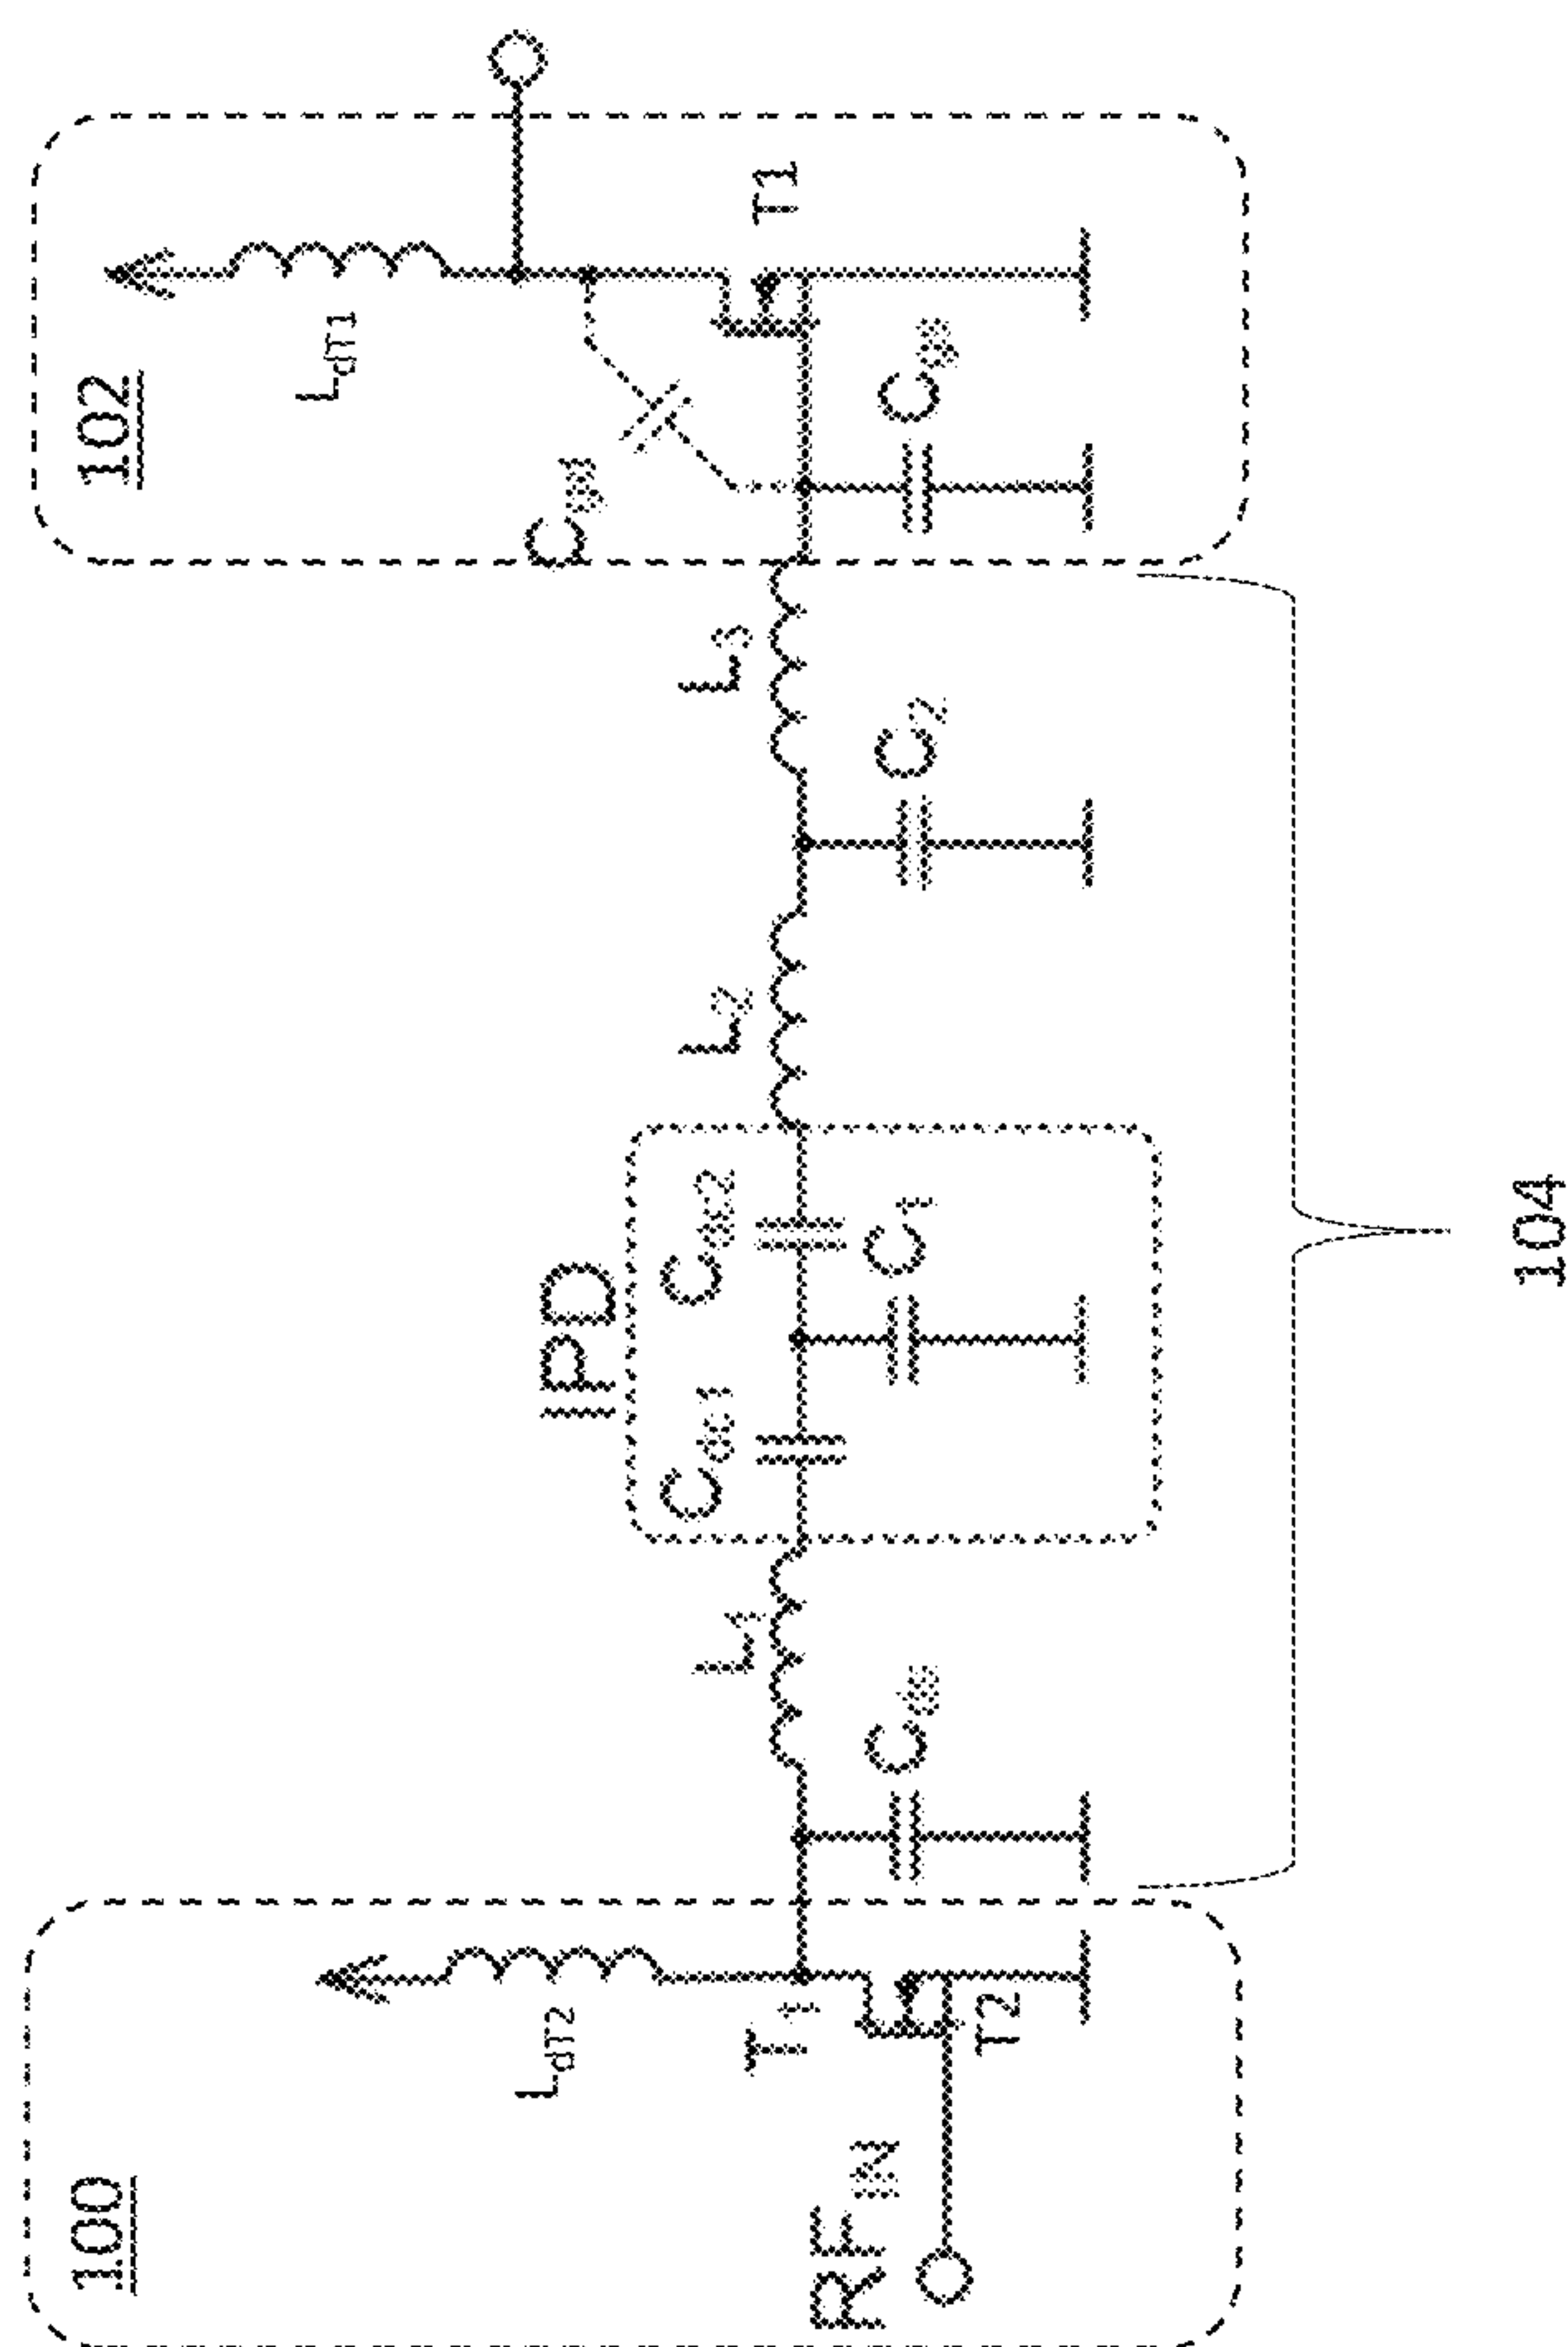 100
102
L_dT1
L_dT2
IPD
C_gd
T1
C_dc1
C_dc2
L_1
L_2
L_3
T_1
RF_IN
T2
C_ds
C_1
C_2
C_gs
104